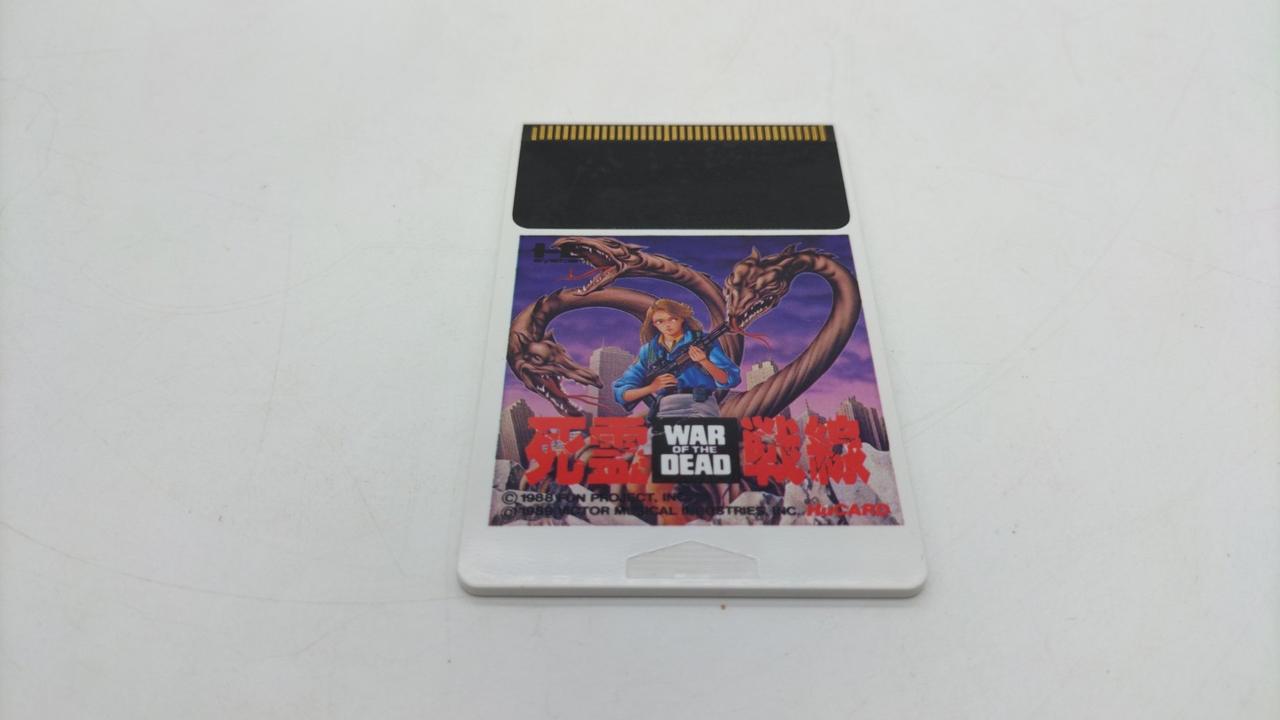 死霊 WAR OF THE DEAD 戦線
© 1988 FUN PROJECT, INC.
© 1989 VICTOR MUSICAL INDUSTRIES, INC. HuCARD